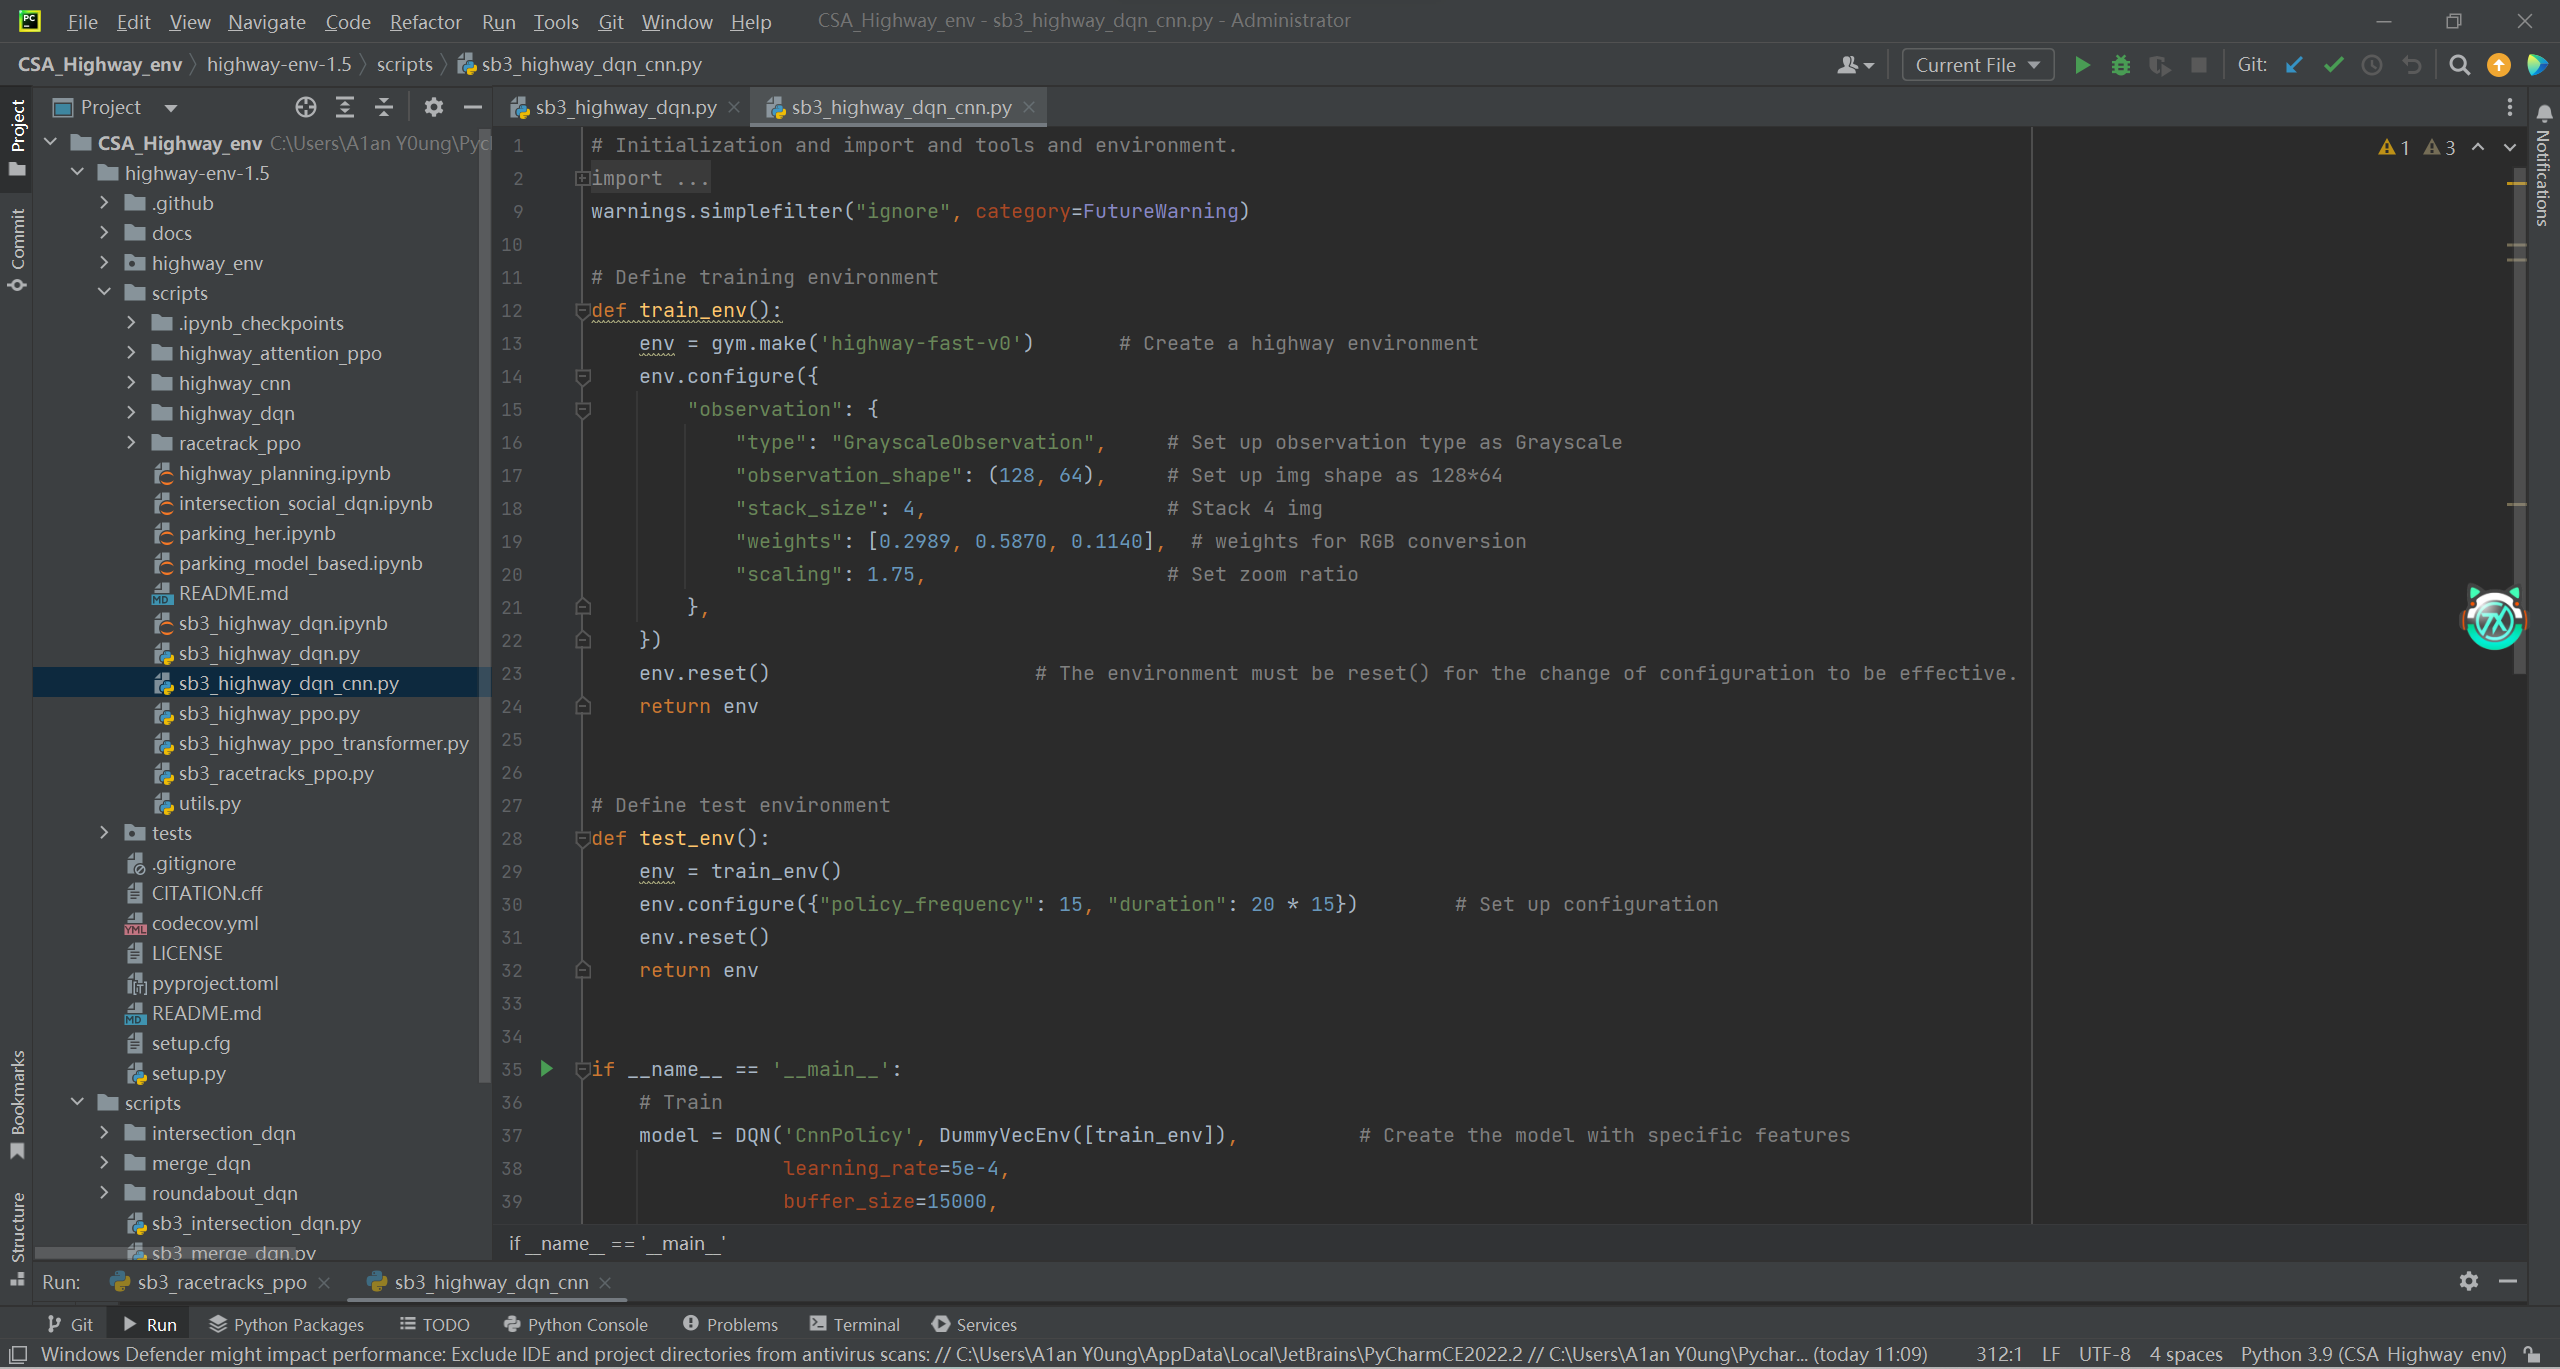 File Edit View Navigate Code Refactor Run Tools Git Window Help CSA_Highway_env - sb3_highway_dqn_cnn.py - Administrator
CSA_Highway_env highway-env-1.5 scripts sb3_highway_dqn_cnn.py Current File Git:
Project
sb3_highway_dqn.py sb3_highway_dqn_cnn.py
Project
Commit
Bookmarks
Structure
Notifications
CSA_Highway_env C:\Users\A1an Y0ung\Pyc
highway-env-1.5
.github
docs
highway_env
scripts
.ipynb_checkpoints
highway_attention_ppo
highway_cnn
highway_dqn
racetrack_ppo
highway_planning.ipynb
intersection_social_dqn.ipynb
parking_her.ipynb
parking_model_based.ipynb
README.md
sb3_highway_dqn.ipynb
sb3_highway_dqn.py
sb3_highway_dqn_cnn.py
sb3_highway_ppo.py
sb3_highway_ppo_transformer.py
sb3_racetracks_ppo.py
utils.py
tests
.gitignore
CITATION.cff
codecov.yml
LICENSE
pyproject.toml
README.md
setup.cfg
setup.py
scripts
intersection_dqn
merge_dqn
roundabout_dqn
sb3_intersection_dqn.py
sb3_merge_dqn.py
1 3
1 # Initialization and import and tools and environment.
2 import ...
9 warnings.simplefilter("ignore", category=FutureWarning)
10
11 # Define training environment
12 def train_env():
13 env = gym.make('highway-fast-v0') # Create a highway environment
14 env.configure({
15 "observation": {
16 "type": "GrayscaleObservation", # Set up observation type as Grayscale
17 "observation_shape": (128, 64), # Set up img shape as 128*64
18 "stack_size": 4, # Stack 4 img
19 "weights": [0.2989, 0.5870, 0.1140], # weights for RGB conversion
20 "scaling": 1.75, # Set zoom ratio
21 },
22 })
23 env.reset() # The environment must be reset() for the change of configuration to be effective.
24 return env
25
26
27 # Define test environment
28 def test_env():
29 env = train_env()
30 env.configure({"policy_frequency": 15, "duration": 20 * 15}) # Set up configuration
31 env.reset()
32 return env
33
34
35 if __name__ == '__main__':
36 # Train
37 model = DQN('CnnPolicy', DummyVecEnv([train_env]), # Create the model with specific features
38 learning_rate=5e-4,
39 buffer_size=15000,
if __name__ == '__main__'
Run: sb3_racetracks_ppo sb3_highway_dqn_cnn
Git Run Python Packages TODO Python Console Problems Terminal Services
Windows Defender might impact performance: Exclude IDE and project directories from antivirus scans: // C:\Users\A1an Y0ung\AppData\Local\JetBrains\PyCharmCE2022.2 // C:\Users\A1an Y0ung\Pychar... (today 11:09) 312:1 LF UTF-8 4 spaces Python 3.9 (CSA_Highway_env)